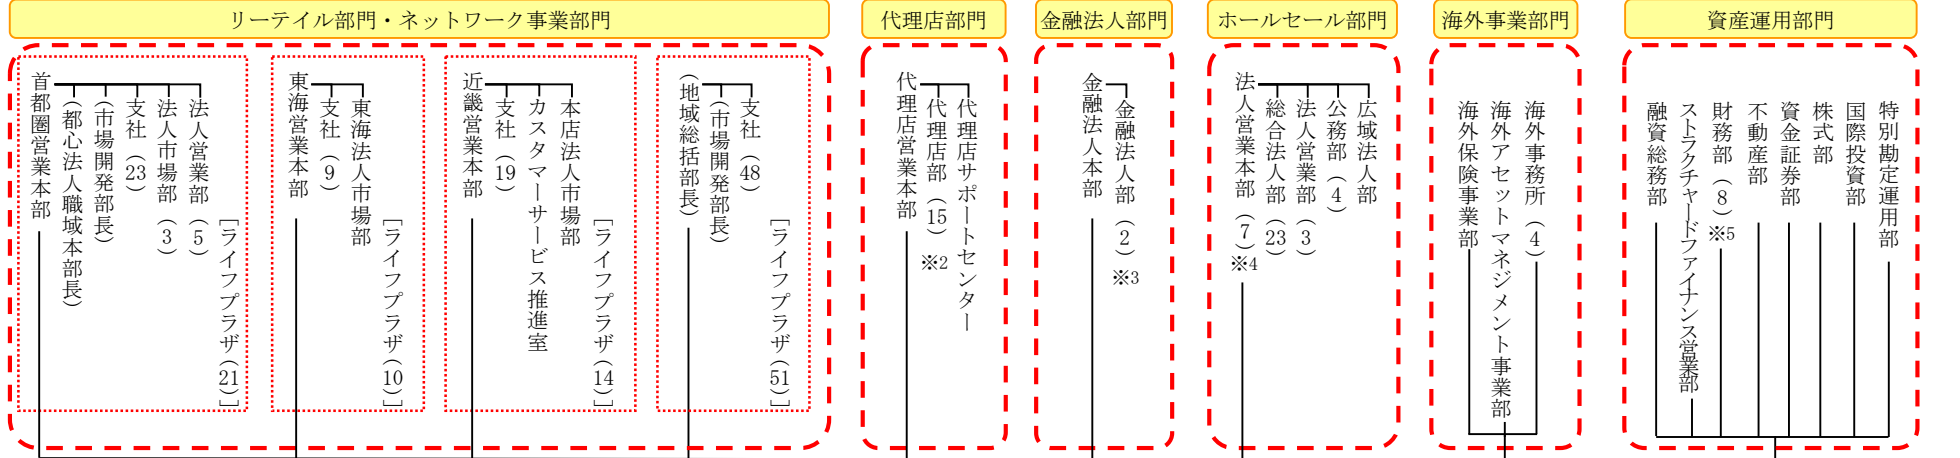 リーテイル部門・ネットワーク事業部門
代理店部門
金融法人部門
ホールセール部門
海外事業部門
資産運用部門
首都圏営業本部
(都心法人職域本部長)
(市場開発部長)
支社(23)
法人市場部(3)
法人営業部(5)
[ライフプラザ(21)]
東海営業本部
支社(9)
東海法人市場部
[ライフプラザ(10)]
近畿営業本部
支社(19)
カスタマーサービス推進室
本店法人市場部
[ライフプラザ(14)]
(地域総括部長)
(市場開発部長)
支社(48)
[ライフプラザ(51)]
代理店営業本部
代理店部(15)※2
代理店サポートセンター
金融法人本部
金融法人部(2)※3
法人営業本部(7)※4
総合法人部(23)
法人営業部(3)
公務部(4)
広域法人部
海外保険事業部
海外アセットマネジメント事業部
海外事務所(4)
融資総務部
ストラクチャードファイナンス営業部
財務部(8)※5
不動産部
資金証券部
株式部
国際投資部
特別勘定運用部